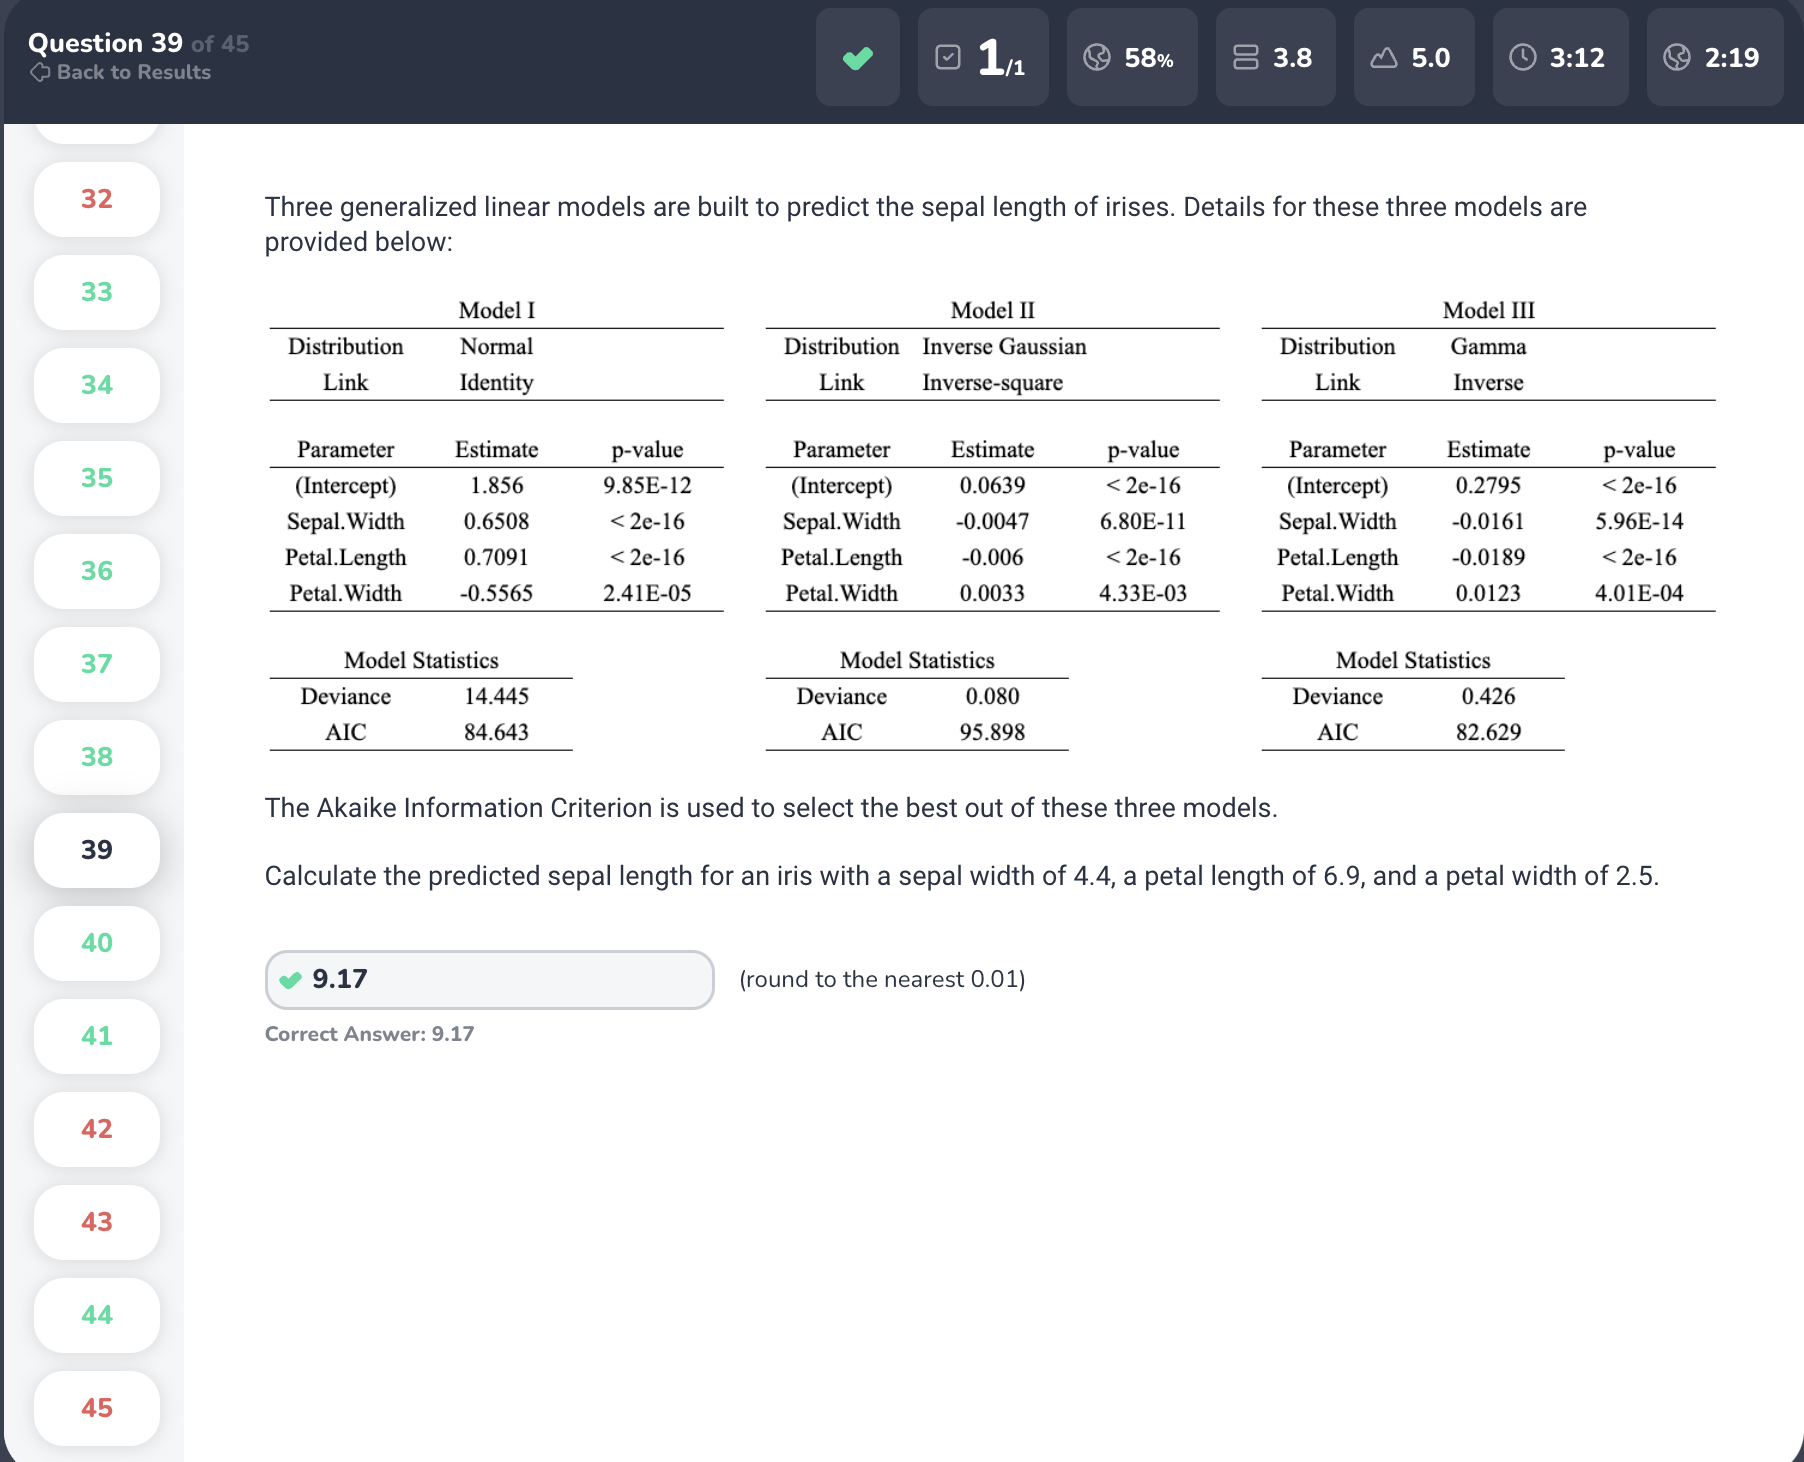 Question 39 of 45
Back to Results
1/1
58%
3.8
5.0
3:12
2:19
32
33
34
35
36
37
38
39
40
41
42
43
44
45
Three generalized linear models are built to predict the sepal length of irises. Details for these three models are
provided below:
Model I
Distribution Normal
Link Identity
Parameter Estimate p-value
(Intercept) 1.856 9.85E-12
Sepal.Width 0.6508 < 2e-16
Petal.Length 0.7091 < 2e-16
Petal.Width -0.5565 2.41E-05
Model Statistics
Deviance 14.445
AIC 84.643
Model II
Distribution Inverse Gaussian
Link Inverse-square
Parameter Estimate p-value
(Intercept) 0.0639 < 2e-16
Sepal.Width -0.0047 6.80E-11
Petal.Length -0.006 < 2e-16
Petal.Width 0.0033 4.33E-03
Model Statistics
Deviance 0.080
AIC 95.898
Model III
Distribution Gamma
Link Inverse
Parameter Estimate p-value
(Intercept) 0.2795 < 2e-16
Sepal.Width -0.0161 5.96E-14
Petal.Length -0.0189 < 2e-16
Petal.Width 0.0123 4.01E-04
Model Statistics
Deviance 0.426
AIC 82.629
The Akaike Information Criterion is used to select the best out of these three models.
Calculate the predicted sepal length for an iris with a sepal width of 4.4, a petal length of 6.9, and a petal width of 2.5.
9.17 (round to the nearest 0.01)
Correct Answer: 9.17